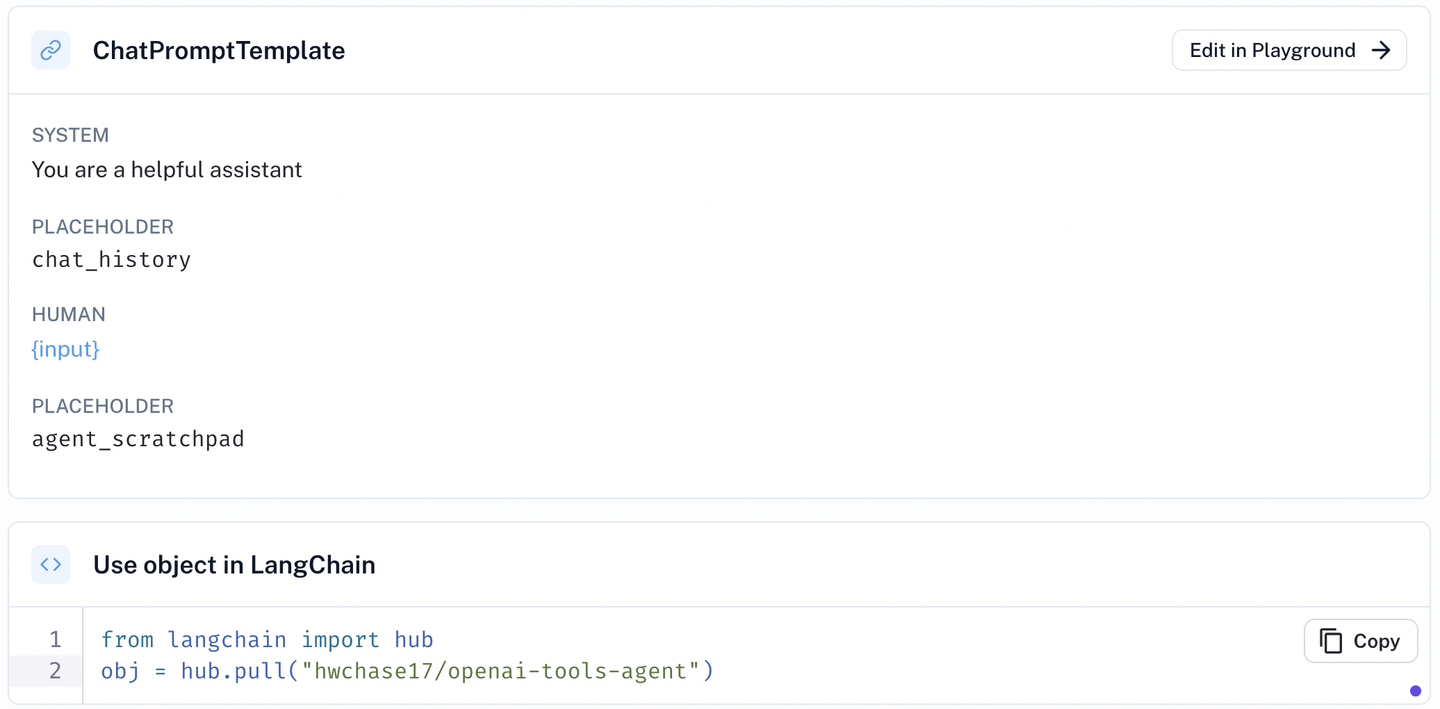 ChatPromptTemplate
Edit in Playground
SYSTEM
You are a helpful assistant
PLACEHOLDER
chat_history
HUMAN
{input}
PLACEHOLDER
agent_scratchpad
Use object in LangChain
1 from langchain import hub
Copy
2 obj = hub.pull("hwchase17/openai-tools-agent")